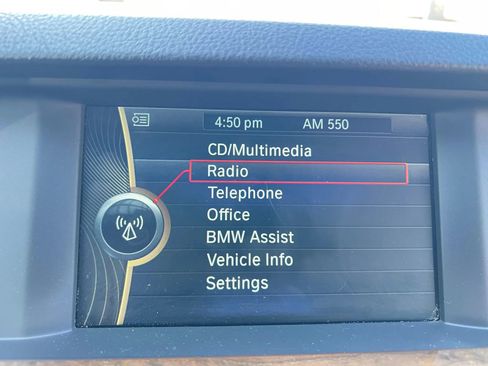 4:50 pm AM 550
CD/Multimedia
Radio
Telephone
Office
BMW Assist
Vehicle Info
Settings